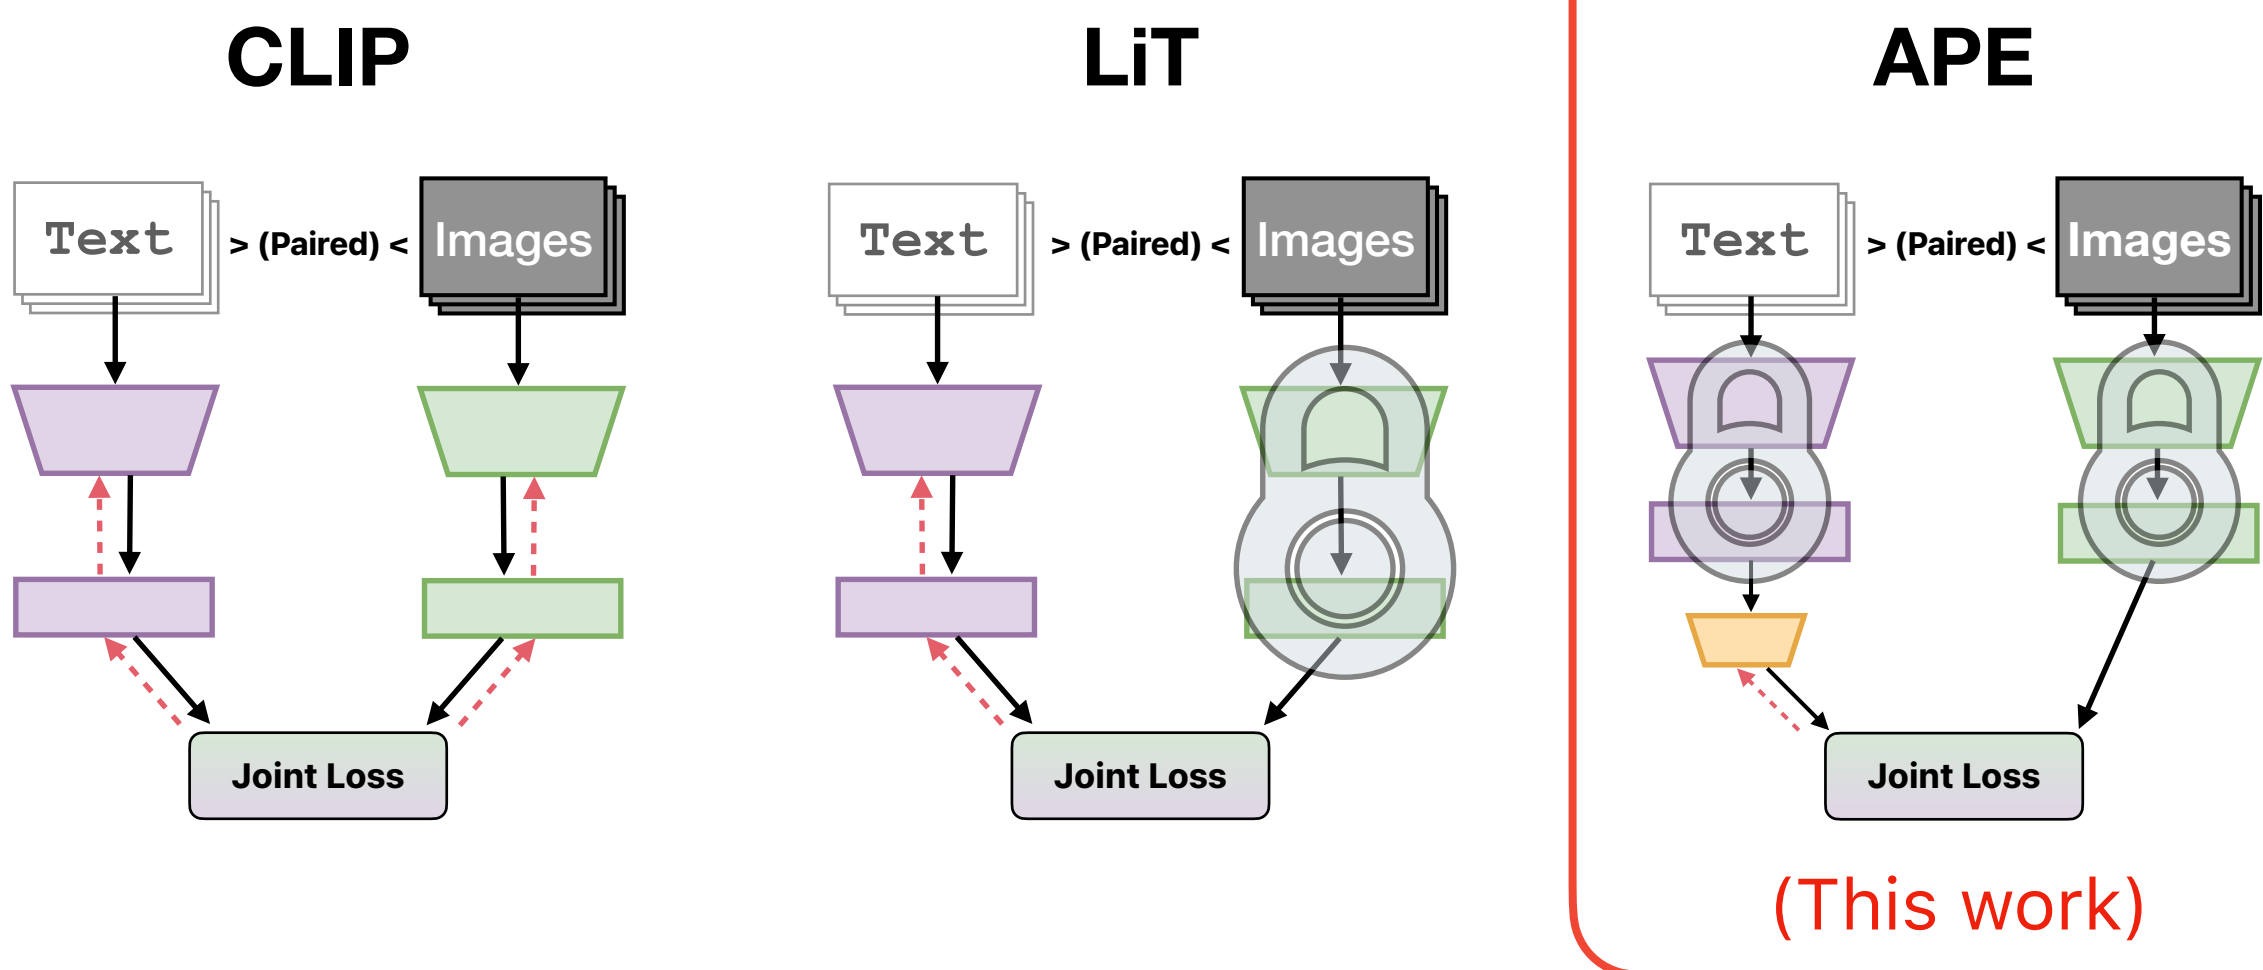 CLIP
LiT
APE
Text > (Paired) < Images
Text > (Paired) < Images
Text > (Paired) < Images
Joint Loss
Joint Loss
Joint Loss
(This work)